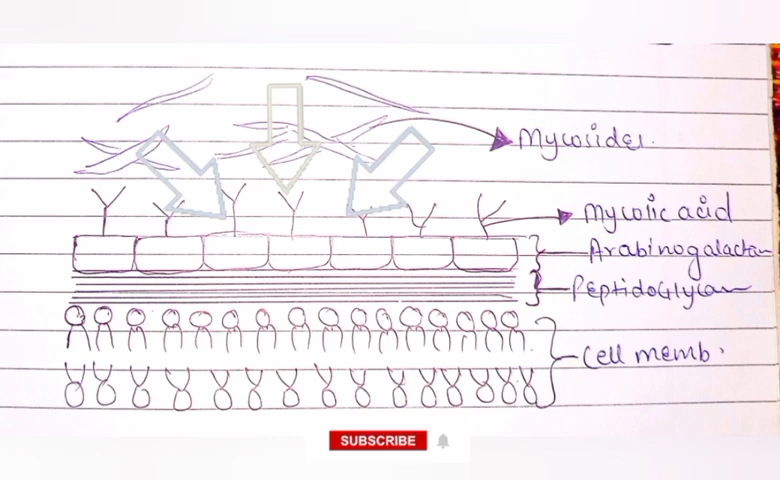 Mycosides.
Mycolic acid
Arabinogalactan
PeptidoGlycan
Cell memb.
SUBSCRIBE